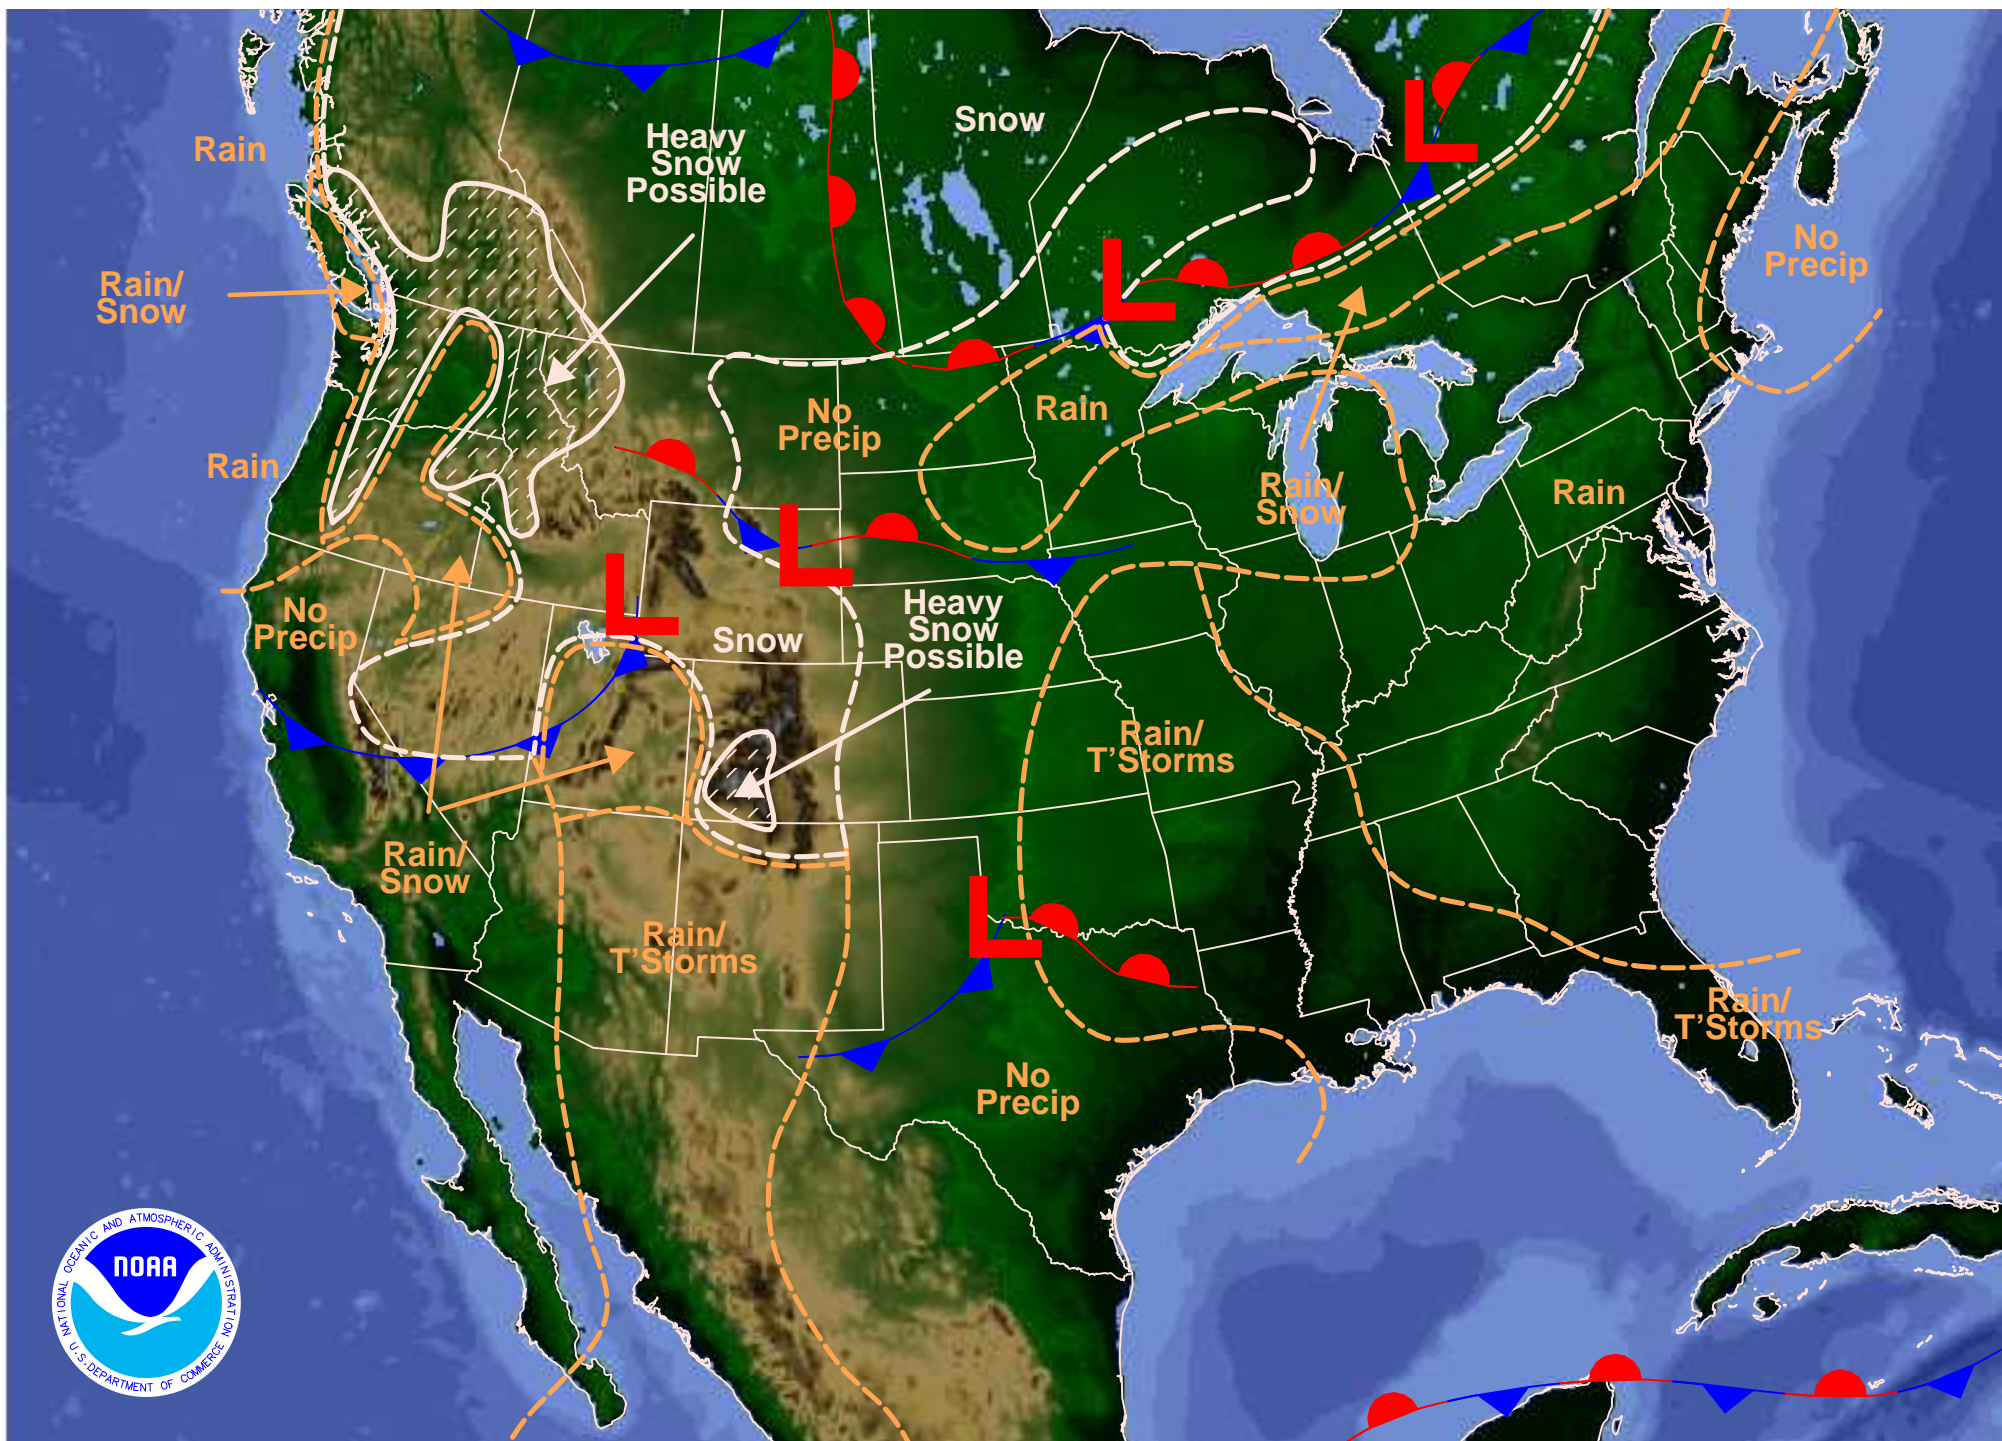 Snow
Heavy
Snow
Possible
Rain
No
Precip
Rain/
Snow
No
Precip
Rain
Rain
Rain/
Snow
Rain
No
Precip
Heavy
Snow
Possible
Snow
Rain/
T'Storms
Rain/
Snow
Rain/
T'Storms
Rain/
T'Storms
No
Precip
L
L
L
L
L
NATIONAL OCEANIC AND ATMOSPHERIC ADMINISTRATION
NOAA
U.S. DEPARTMENT OF COMMERCE